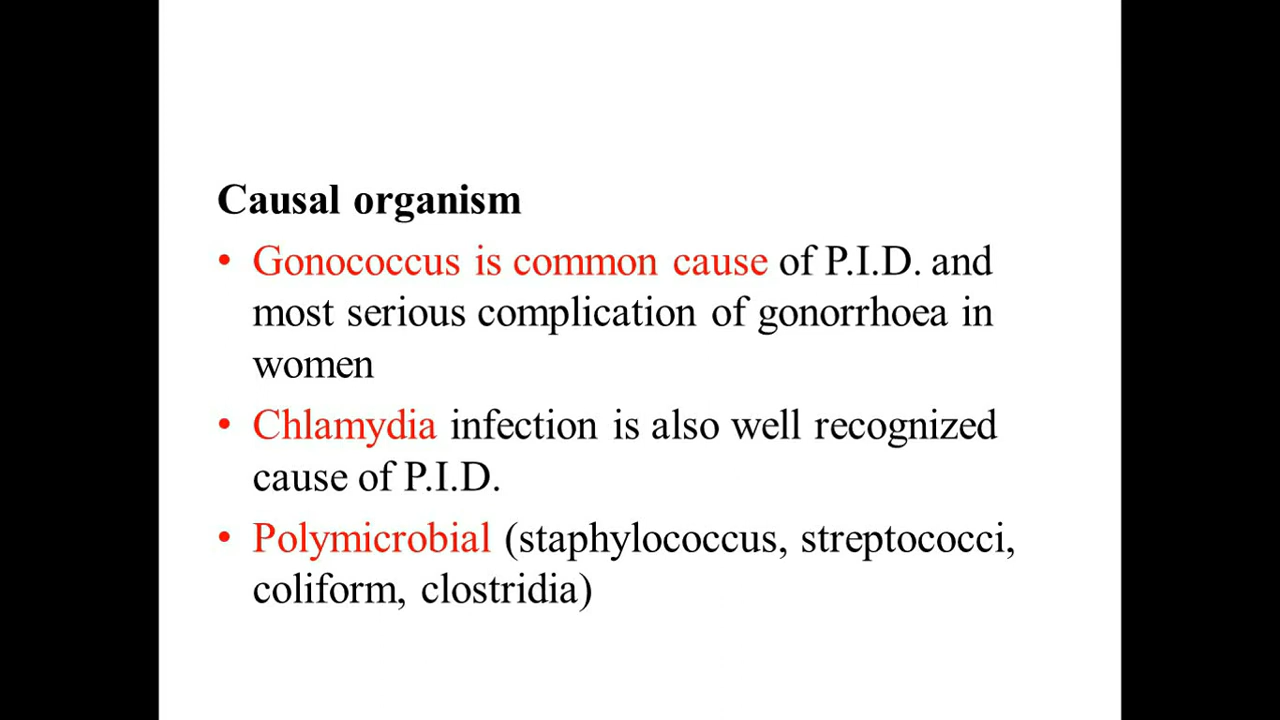 Causal organism
• Gonococcus is common cause of P.I.D. and
most serious complication of gonorrhoea in
women
• Chlamydia infection is also well recognized
cause of P.I.D.
• Polymicrobial (staphylococcus, streptococci,
coliform, clostridia)